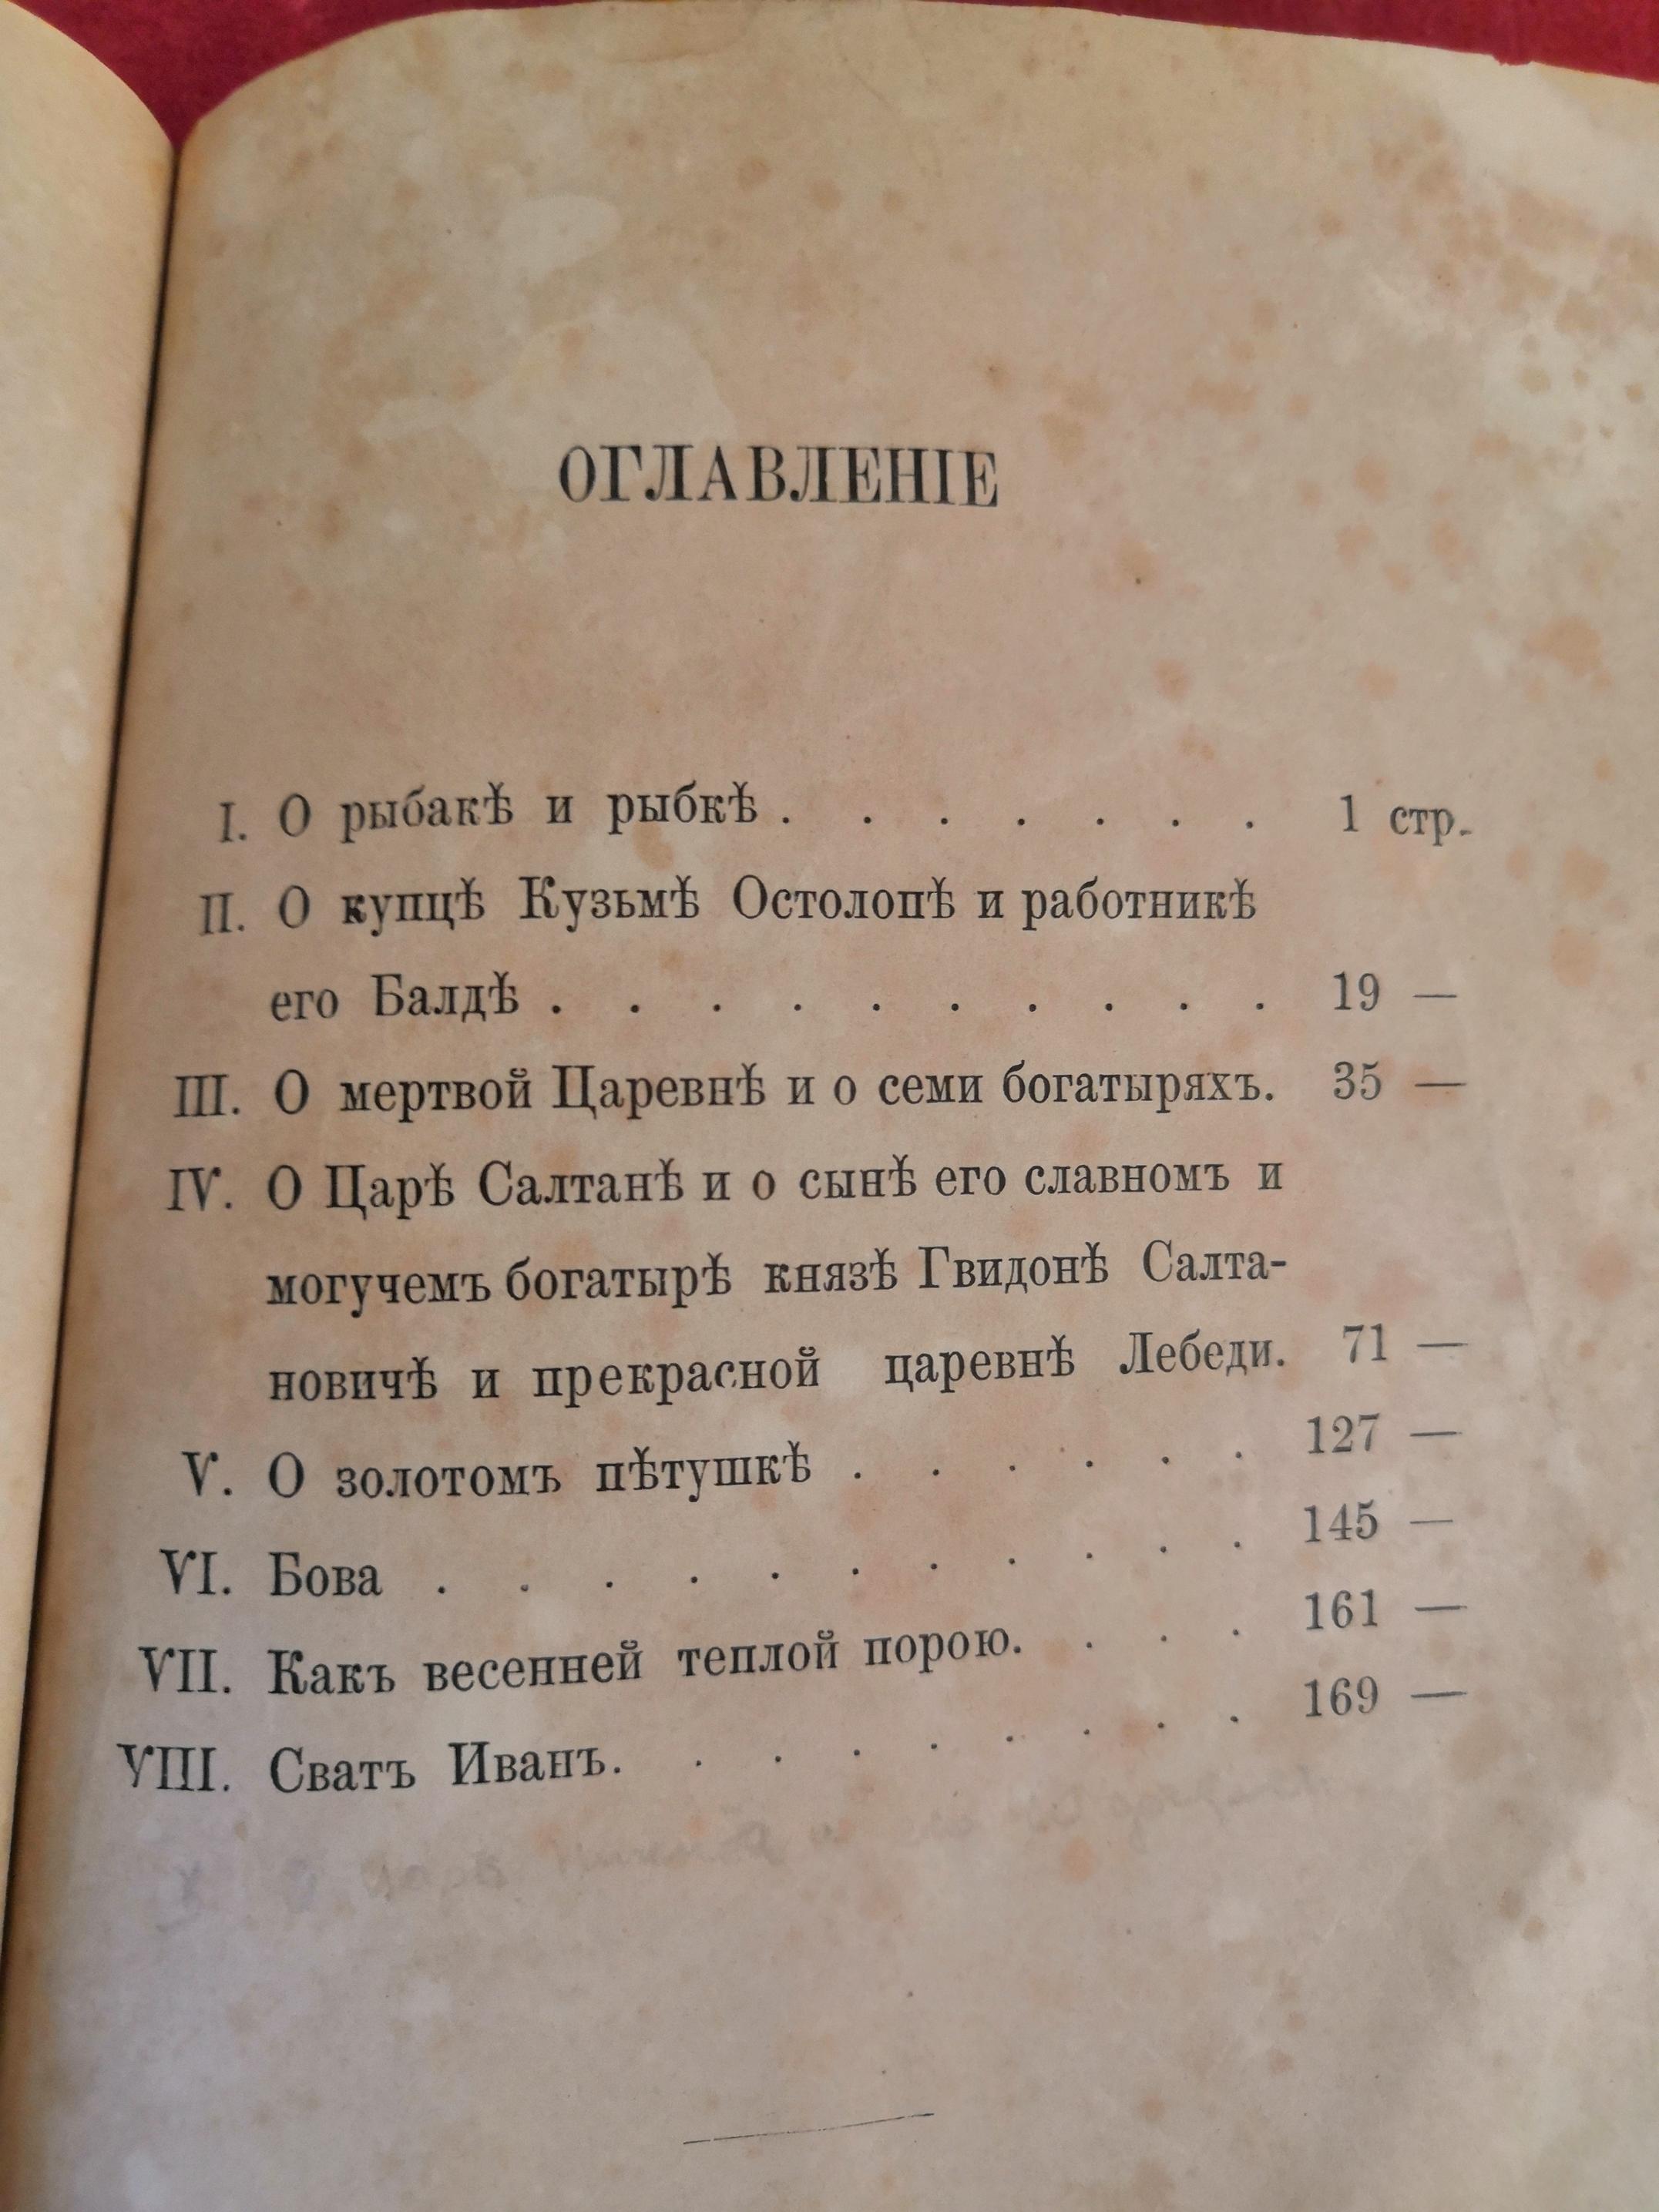 ОГЛАВЛЕНІЕ
I. О рыбакѣ и рыбкѣ . . . . . . . 1 стр.
II. О купцѣ Кузьмѣ Остолопѣ и работникѣ
его Балдѣ . . . . . . . . . . 19 —
III. О мертвой Царевнѣ и о семи богатыряхъ. 35 —
IV. О Царѣ Салтанѣ и о сынѣ его славномъ и
могучемъ богатырѣ князѣ Гвидонѣ Салта-
новичѣ и прекрасной царевнѣ Лебеди. 71 —
V. О золотомъ пѣтушкѣ . . . . . . 127 —
VI. Бова . . . . . . . . . . . 145 —
VII. Какъ весенней теплой порою. . . . 161 —
VIII. Сватъ Иванъ. . . . . . . . . 169 —